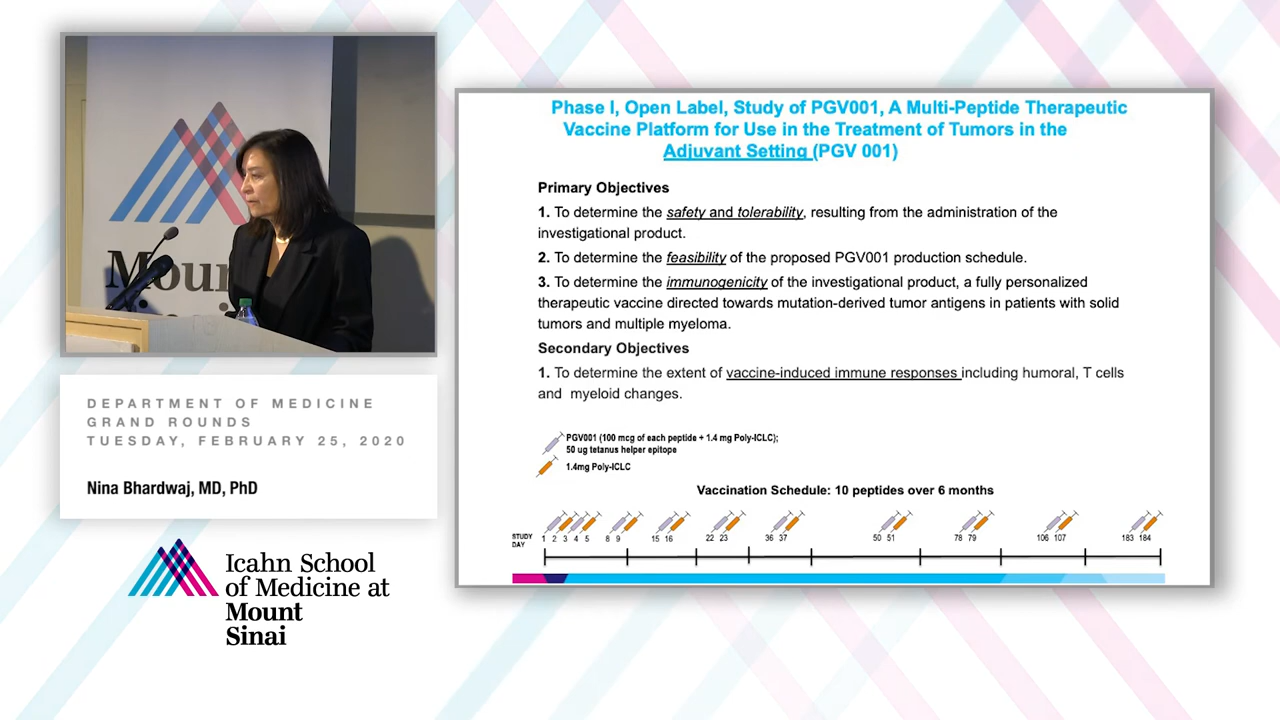 Mount
DEPARTMENT OF MEDICINE
GRAND ROUNDS
TUESDAY, FEBRUARY 25, 2020
Nina Bhardwaj, MD, PhD
Icahn School
of Medicine at
Mount
Sinai
Phase I, Open Label, Study of PGV001, A Multi-Peptide Therapeutic
Vaccine Platform for Use in the Treatment of Tumors in the
Adjuvant Setting (PGV 001)
Primary Objectives
1. To determine the safety and tolerability, resulting from the administration of the
investigational product.
2. To determine the feasibility of the proposed PGV001 production schedule.
3. To determine the immunogenicity of the investigational product, a fully personalized
therapeutic vaccine directed towards mutation-derived tumor antigens in patients with solid
tumors and multiple myeloma.
Secondary Objectives
1. To determine the extent of vaccine-induced immune responses including humoral, T cells
and myeloid changes.
PGV001 (100 mcg of each peptide + 1.4 mg Poly-ICLC);
50 ug tetanus helper epitope
1.4mg Poly-ICLC
Vaccination Schedule: 10 peptides over 6 months
STUDY
DAY
1 2 3 4 5 8 9 15 16 22 23 36 37 50 51 78 79 106 107 183 184